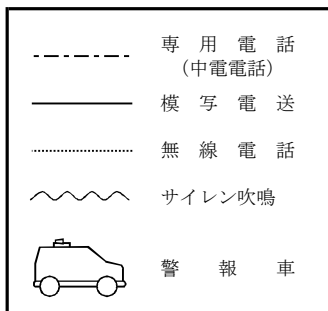 専用電話
(中電電話)
模写電送
無線電話
サイレン吹鳴
警報車